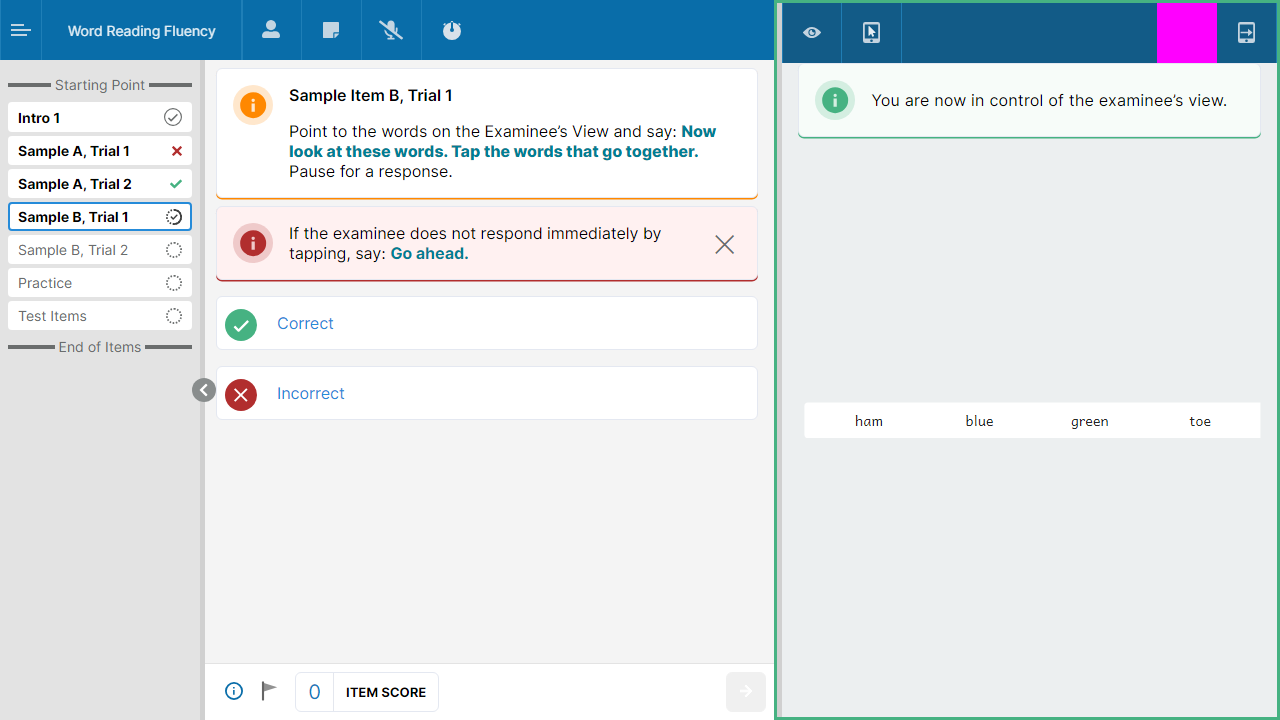 Word Reading Fluency
Starting Point
Intro 1
Sample A, Trial 1
Sample A, Trial 2
Sample B, Trial 1
Sample B, Trial 2
Practice
Test Items
End of Items
Sample Item B, Trial 1
Point to the words on the Examinee’s View and say: Now
look at these words. Tap the words that go together.
Pause for a response.
If the examinee does not respond immediately by
tapping, say: Go ahead.
Correct
Incorrect
0 ITEM SCORE
You are now in control of the examinee’s view.
ham blue green toe